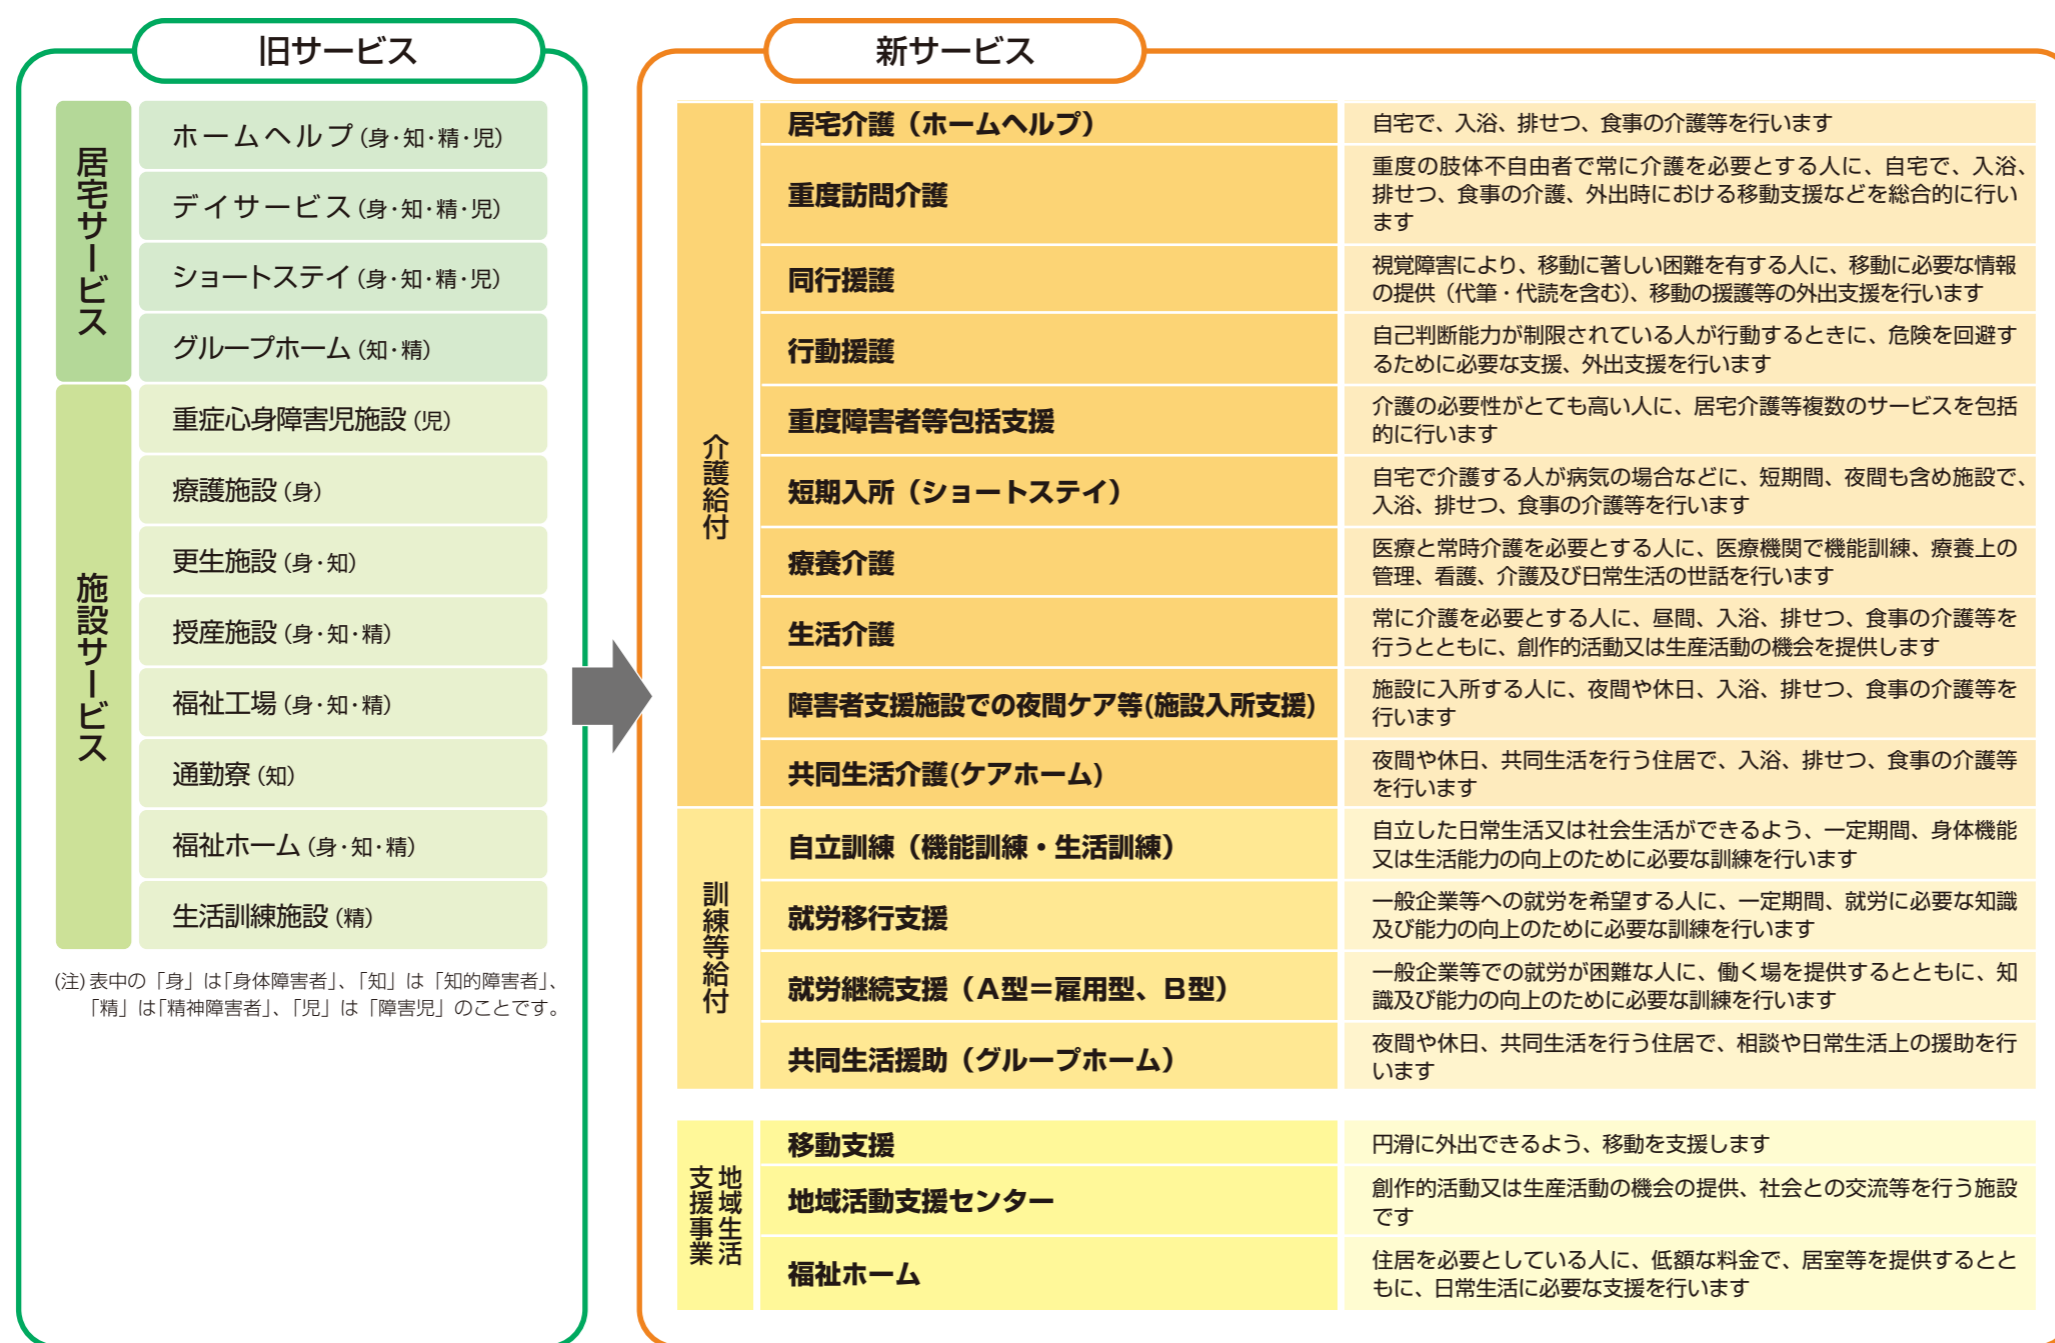 旧サービス
居宅サービス
ホームヘルプ (身・知・精・児)
デイサービス (身・知・精・児)
ショートステイ (身・知・精・児)
グループホーム (知・精)
施設サービス
重症心身障害児施設 (児)
療護施設 (身)
更生施設 (身・知)
授産施設 (身・知・精)
福祉工場 (身・知・精)
通勤寮 (知)
福祉ホーム (身・知・精)
生活訓練施設 (精)
(注) 表中の「身」は「身体障害者」、「知」は「知的障害者」、
「精」は「精神障害者」、「児」は「障害児」のことです。
新サービス
介護給付
居宅介護（ホームヘルプ）
自宅で、入浴、排せつ、食事の介護等を行います
重度訪問介護
重度の肢体不自由者で常に介護を必要とする人に、自宅で、入浴、
排せつ、食事の介護、外出時における移動支援などを総合的に行い
ます
同行援護
視覚障害により、移動に著しい困難を有する人に、移動に必要な情報
の提供（代筆・代読を含む）、移動の援護等の外出支援を行います
行動援護
自己判断能力が制限されている人が行動するときに、危険を回避す
るために必要な支援、外出支援を行います
重度障害者等包括支援
介護の必要性がとても高い人に、居宅介護等複数のサービスを包括
的に行います
短期入所（ショートステイ）
自宅で介護する人が病気の場合などに、短期間、夜間も含め施設で、
入浴、排せつ、食事の介護等を行います
療養介護
医療と常時介護を必要とする人に、医療機関で機能訓練、療養上の
管理、看護、介護及び日常生活の世話を行います
生活介護
常に介護を必要とする人に、昼間、入浴、排せつ、食事の介護等を
行うとともに、創作的活動又は生産活動の機会を提供します
障害者支援施設での夜間ケア等(施設入所支援)
施設に入所する人に、夜間や休日、入浴、排せつ、食事の介護等を
行います
共同生活介護(ケアホーム)
夜間や休日、共同生活を行う住居で、入浴、排せつ、食事の介護等
を行います
訓練等給付
自立訓練（機能訓練・生活訓練）
自立した日常生活又は社会生活ができるよう、一定期間、身体機能
又は生活能力の向上のために必要な訓練を行います
就労移行支援
一般企業等への就労を希望する人に、一定期間、就労に必要な知識
及び能力の向上のために必要な訓練を行います
就労継続支援（A型＝雇用型、B型）
一般企業等での就労が困難な人に、働く場を提供するとともに、知
識及び能力の向上のために必要な訓練を行います
共同生活援助（グループホーム）
夜間や休日、共同生活を行う住居で、相談や日常生活上の援助を行
います
地域生活
支援事業
移動支援
円滑に外出できるよう、移動を支援します
地域活動支援センター
創作的活動又は生産活動の機会の提供、社会との交流等を行う施設
です
福祉ホーム
住居を必要としている人に、低額な料金で、居室等を提供するとと
もに、日常生活に必要な支援を行います